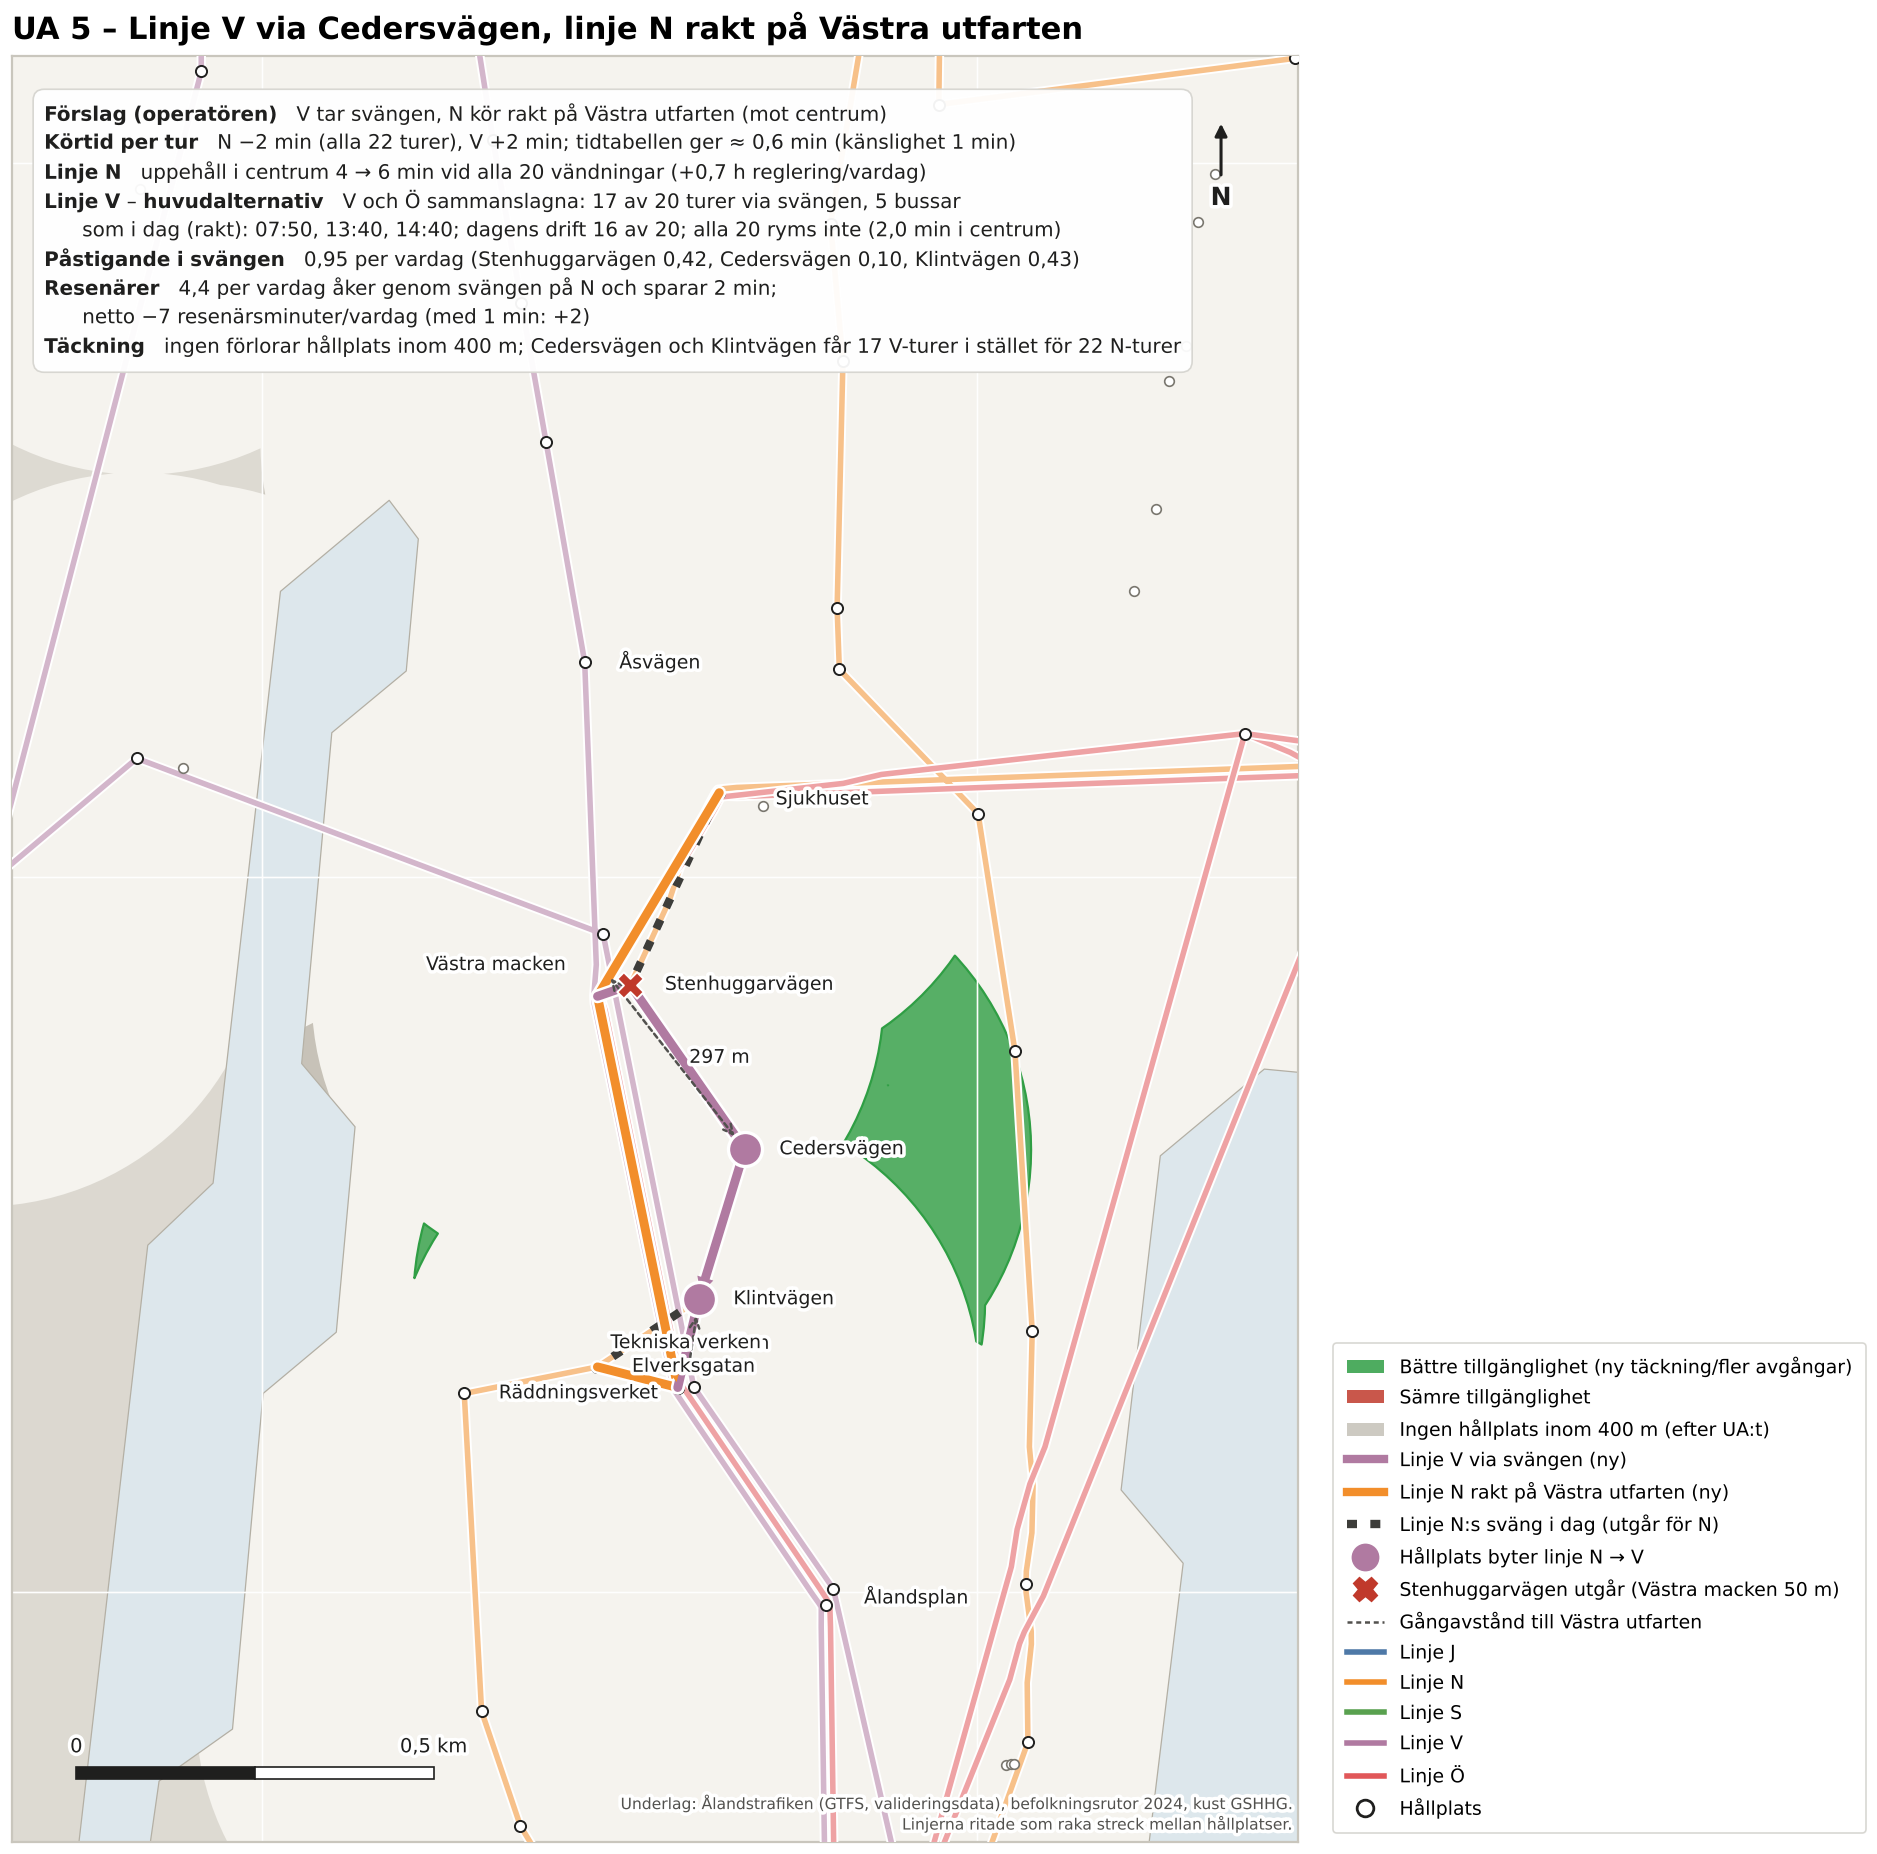 UA 5 – Linje V via Cedersvägen, linje N rakt på Västra utfarten
Förslag (operatören) V tar svängen, N kör rakt på Västra utfarten (mot centrum)
Körtid per tur N −2 min (alla 22 turer), V +2 min; tidtabellen ger ≈ 0,6 min (känslighet 1 min)
Linje N uppehåll i centrum 4 → 6 min vid alla 20 vändningar (+0,7 h reglering/vardag)
Linje V – huvudalternativ V och Ö sammanslagna: 17 av 20 turer via svängen, 5 bussar
som i dag (rakt): 07:50, 13:40, 14:40; dagens drift 16 av 20; alla 20 ryms inte (2,0 min i centrum)
Påstigande i svängen 0,95 per vardag (Stenhuggarvägen 0,42, Cedersvägen 0,10, Klintvägen 0,43)
Resenärer 4,4 per vardag åker genom svängen på N och sparar 2 min;
netto −7 resenärsminuter/vardag (med 1 min: +2)
Täckning ingen förlorar hållplats inom 400 m; Cedersvägen och Klintvägen får 17 V-turer i stället för 22 N-turer
N
Åsvägen
Sjukhuset
Västra macken
Stenhuggarvägen
297 m
Cedersvägen
Klintvägen
Tekniska verken
Elverksgatan
Räddningsverket
Ålandsplan
0
0,5 km
Underlag: Ålandstrafiken (GTFS, valideringsdata), befolkningsrutor 2024, kust GSHHG.
Linjerna ritade som raka streck mellan hållplatser.
Bättre tillgänglighet (ny täckning/fler avgångar)
Sämre tillgänglighet
Ingen hållplats inom 400 m (efter UA:t)
Linje V via svängen (ny)
Linje N rakt på Västra utfarten (ny)
Linje N:s sväng i dag (utgår för N)
Hållplats byter linje N → V
Stenhuggarvägen utgår (Västra macken 50 m)
Gångavstånd till Västra utfarten
Linje J
Linje N
Linje S
Linje V
Linje Ö
Hållplats